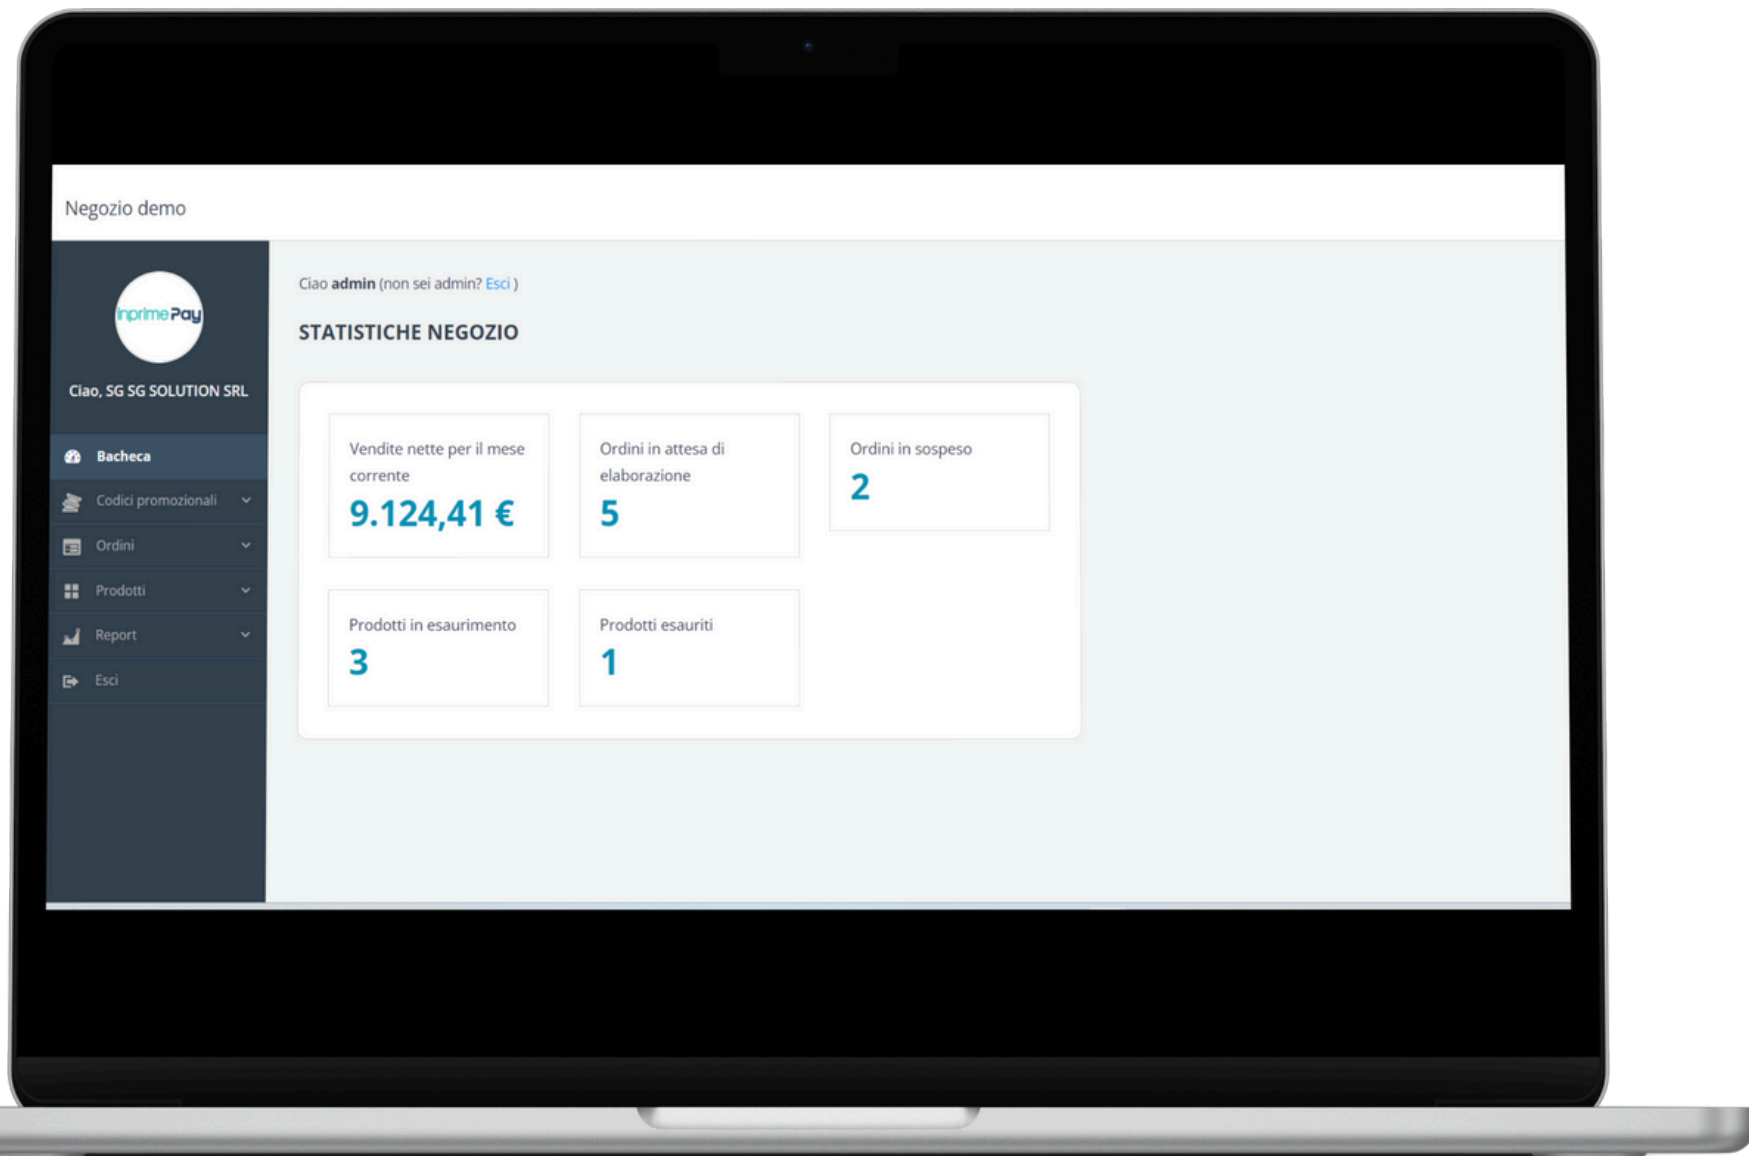 Negozio demo
inprimePay
Ciao, SG SG SOLUTION SRL
Bacheca
Codici promozionali
Ordini
Prodotti
Report
Esci
Ciao admin (non sei admin? Esci )
STATISTICHE NEGOZIO
Vendite nette per il mese
corrente
9.124,41 €
Ordini in attesa di
elaborazione
5
Ordini in sospeso
2
Prodotti in esaurimento
3
Prodotti esauriti
1